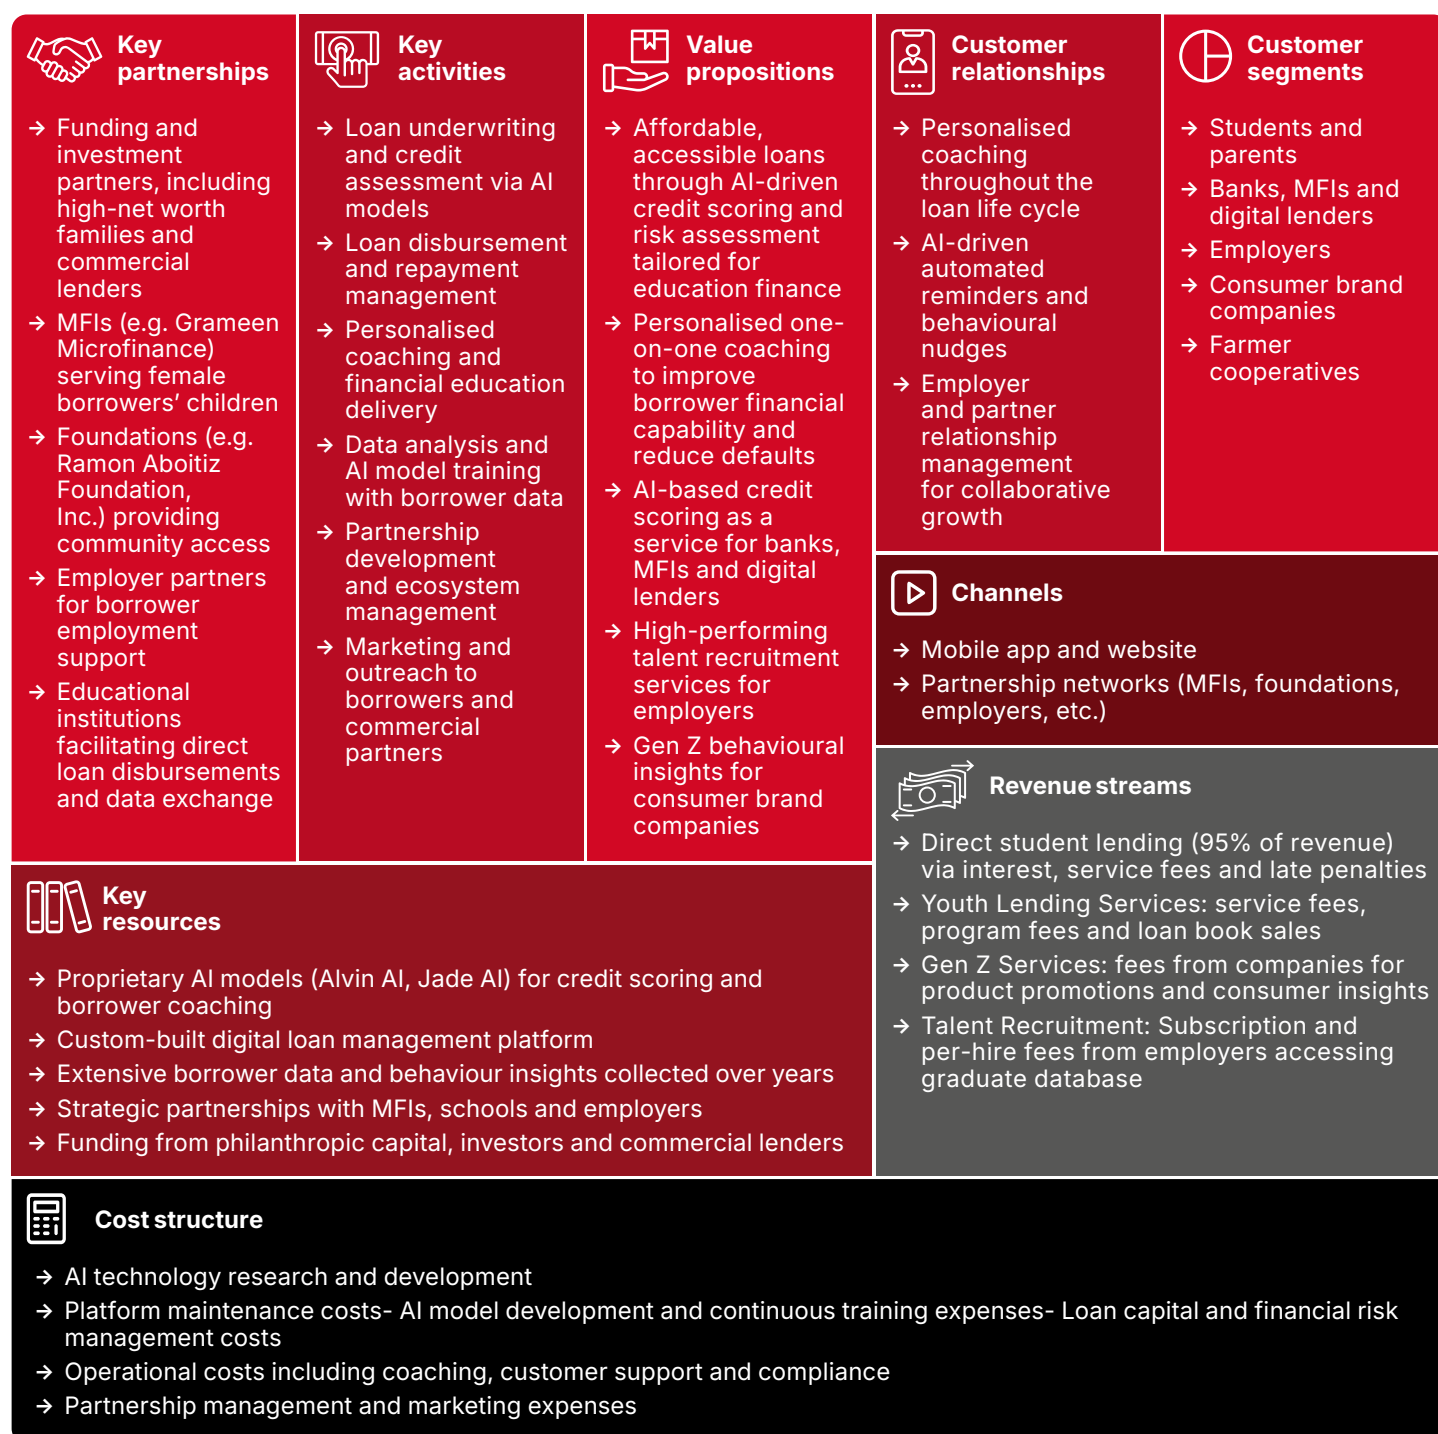 Key
partnerships
→ Funding and
investment
partners, including
high-net worth
families and
commercial
lenders
→ MFIs (e.g. Grameen
Microfinance)
serving female
borrowers’ children
→ Foundations (e.g.
Ramon Aboitiz
Foundation,
Inc.) providing
community access
→ Employer partners
for borrower
employment
support
→ Educational
institutions
facilitating direct
loan disbursements
and data exchange
Key
activities
→ Loan underwriting
and credit
assessment via AI
models
→ Loan disbursement
and repayment
management
→ Personalised
coaching and
financial education
delivery
→ Data analysis and
AI model training
with borrower data
→ Partnership
development
and ecosystem
management
→ Marketing and
outreach to
borrowers and
commercial
partners
Value
propositions
→ Affordable,
accessible loans
through AI-driven
credit scoring and
risk assessment
tailored for
education finance
→ Personalised one-
on-one coaching
to improve
borrower financial
capability and
reduce defaults
→ AI-based credit
scoring as a
service for banks,
MFIs and digital
lenders
→ High-performing
talent recruitment
services for
employers
→ Gen Z behavioural
insights for
consumer brand
companies
Customer
relationships
→ Personalised
coaching
throughout the
loan life cycle
→ AI-driven
automated
reminders and
behavioural
nudges
→ Employer
and partner
relationship
management
for collaborative
growth
Customer
segments
→ Students and
parents
→ Banks, MFIs and
digital lenders
→ Employers
→ Consumer brand
companies
→ Farmer
cooperatives
Channels
→ Mobile app and website
→ Partnership networks (MFIs, foundations,
employers, etc.)
Revenue streams
→ Direct student lending (95% of revenue)
via interest, service fees and late penalties
→ Youth Lending Services: service fees,
program fees and loan book sales
→ Gen Z Services: fees from companies for
product promotions and consumer insights
→ Talent Recruitment: Subscription and
per-hire fees from employers accessing
graduate database
Key
resources
→ Proprietary AI models (Alvin AI, Jade AI) for credit scoring and
borrower coaching
→ Custom-built digital loan management platform
→ Extensive borrower data and behaviour insights collected over years
→ Strategic partnerships with MFIs, schools and employers
→ Funding from philanthropic capital, investors and commercial lenders
Cost structure
→ AI technology research and development
→ Platform maintenance costs- AI model development and continuous training expenses- Loan capital and financial risk
management costs
→ Operational costs including coaching, customer support and compliance
→ Partnership management and marketing expenses